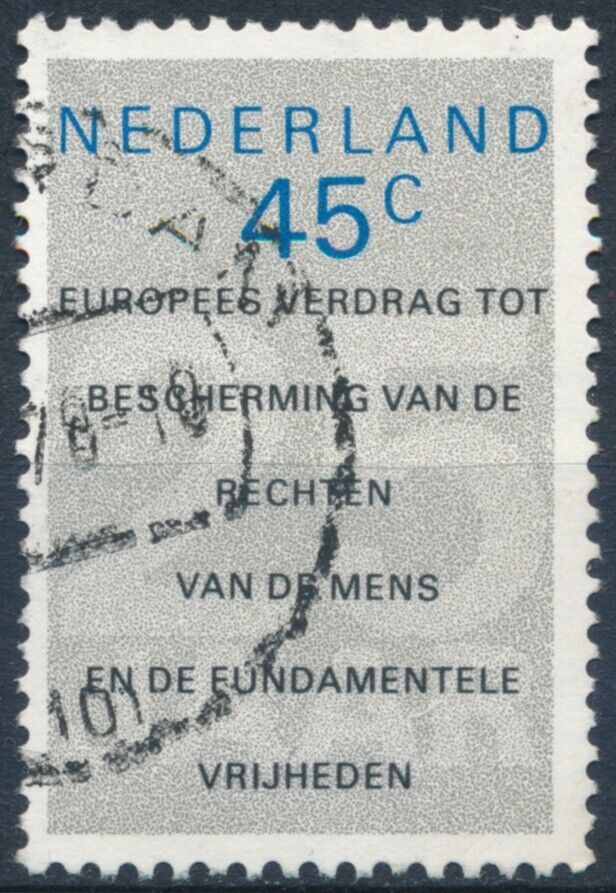 NEDERLAND
45C
EUROPEES VERDRAG TOT
BESCHERMING VAN DE
RECHTEN
VAN DE MENS
EN DE FUNDAMENTELE
VRIJHEDEN